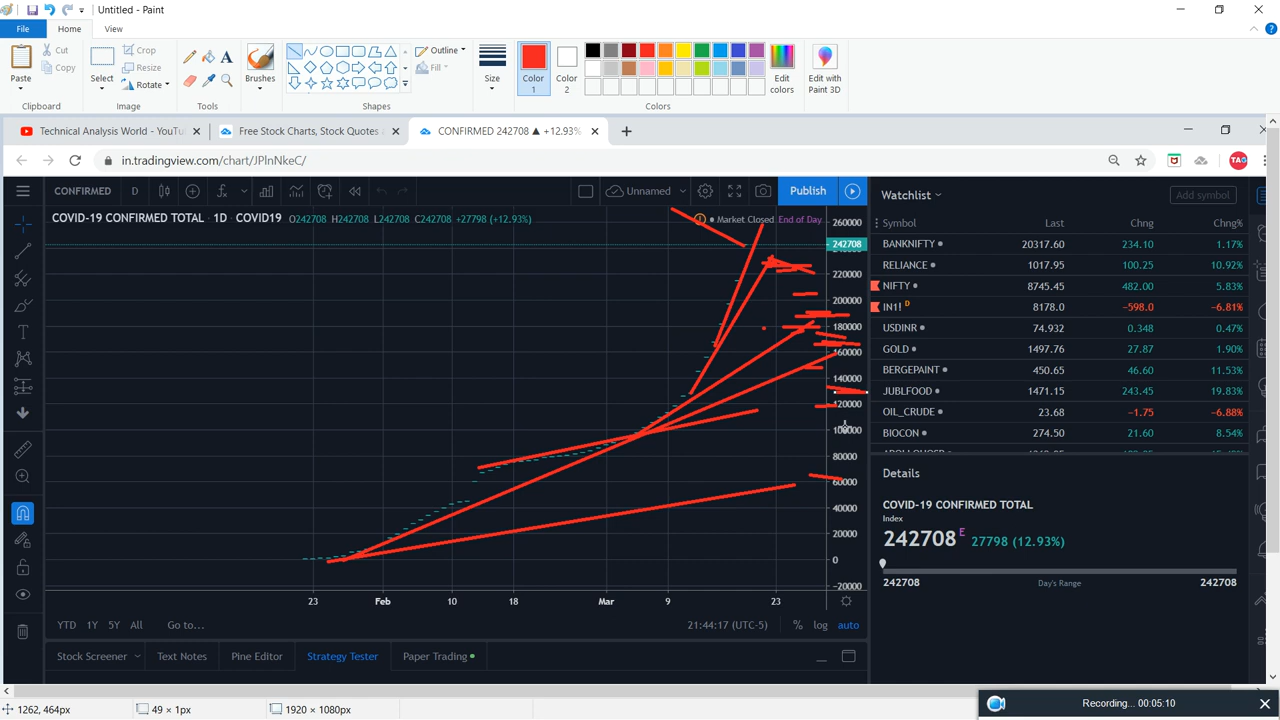 Untitled - Paint
File Home View
Paste Cut Copy Select Crop Resize Rotate Brushes Outline Fill Size Color 1 Color 2 Edit colors Edit with Paint 3D
Clipboard Image Tools Shapes Colors
Technical Analysis World - YouTu Free Stock Charts, Stock Quotes a CONFIRMED 242708 ▲ +12.93%
in.tradingview.com/chart/JPlnNkeC/ TAG
CONFIRMED D Unnamed Publish Watchlist Add symbol
COVID-19 CONFIRMED TOTAL 1D COVID19 O242708 H242708 L242708 C242708 +27798 (+12.93%) Market Closed End of Day
Symbol Last Chng Chng%
BANKNIFTY 20317.60 234.10 1.17%
RELIANCE 1017.95 100.25 10.92%
NIFTY 8745.45 482.00 5.83%
IN1! D 8178.0 -598.0 -6.81%
USDINR 74.932 0.348 0.47%
GOLD 1497.76 27.87 1.90%
BERGEPAINT 450.65 46.60 11.53%
JUBLFOOD 1471.15 243.45 19.83%
OIL_CRUDE 23.68 -1.75 -6.88%
BIOCON 274.50 21.60 8.54%
260000
242708
220000
200000
180000
160000
140000
120000
100000
80000
60000
40000
20000
0
-20000
Details
COVID-19 CONFIRMED TOTAL
Index
242708 E 27798 (12.93%)
242708 Day's Range 242708
23 Feb 10 18 Mar 9 23
YTD 1Y 5Y All Go to... 21:44:17 (UTC-5) % log auto
Stock Screener Text Notes Pine Editor Strategy Tester Paper Trading
1262, 464px 49 × 1px 1920 × 1080px Recording... 00:05:10